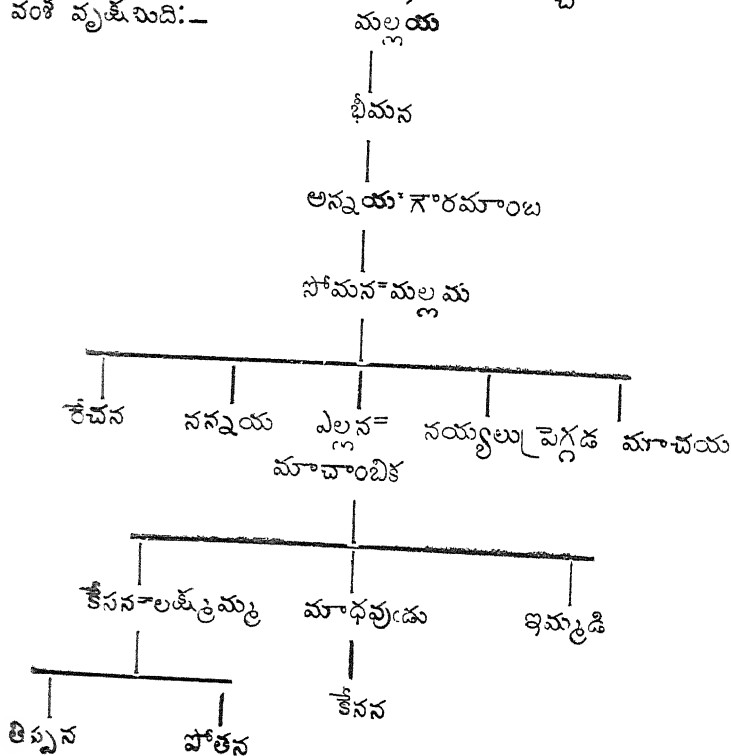 వంశ వృక్ష మిది:—
మల్లయ
భీమన
అన్నయ=గౌరమాంబ
సోమన=మల్లమ
రేచన నన్నయ ఎల్లన= నయ్యలు పెగ్గడ మాచయ
మాచాంబిక
కేసన=లక్ష్మమ్మ మాధవుఁడు ఇమ్మడి
తిప్పన పోతన కేసన